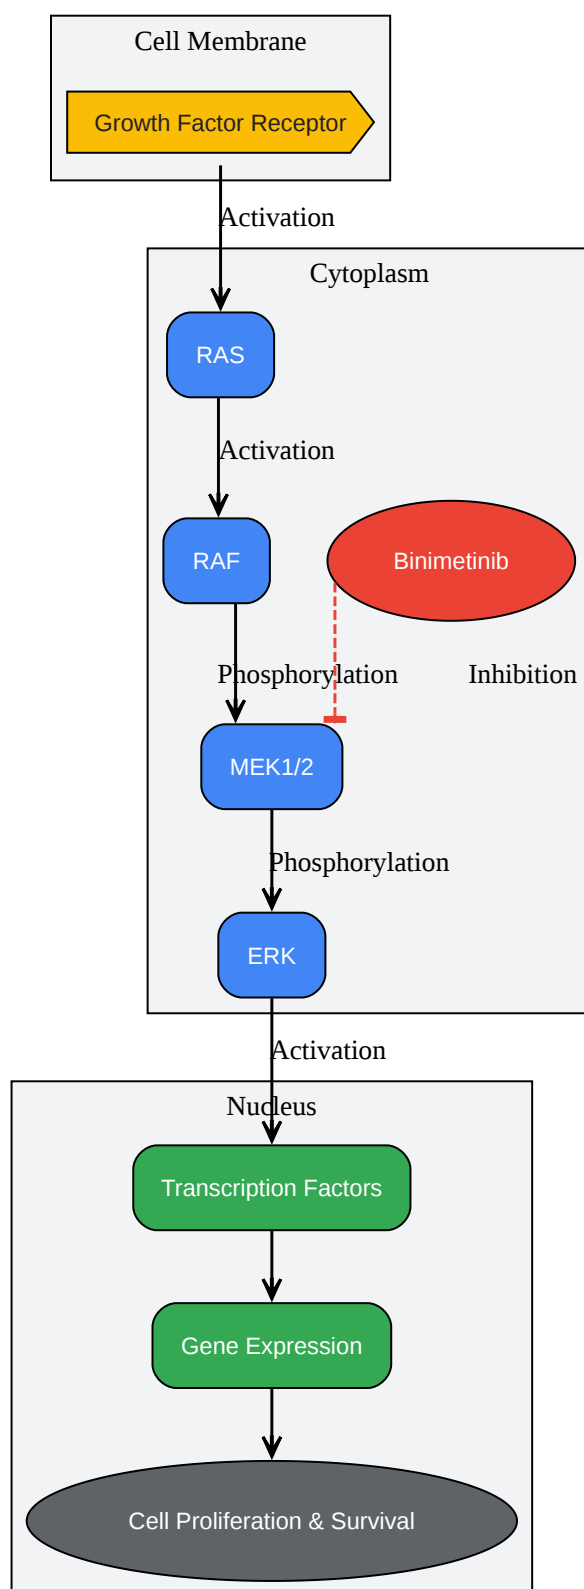 Cell Membrane
Growth Factor Receptor
Activation
Cytoplasm
RAS
Activation
RAF
Binimetinib
Phosphorylation
Inhibition
MEK1/2
Phosphorylation
ERK
Activation
Nucleus
Transcription Factors
Gene Expression
Cell Proliferation & Survival